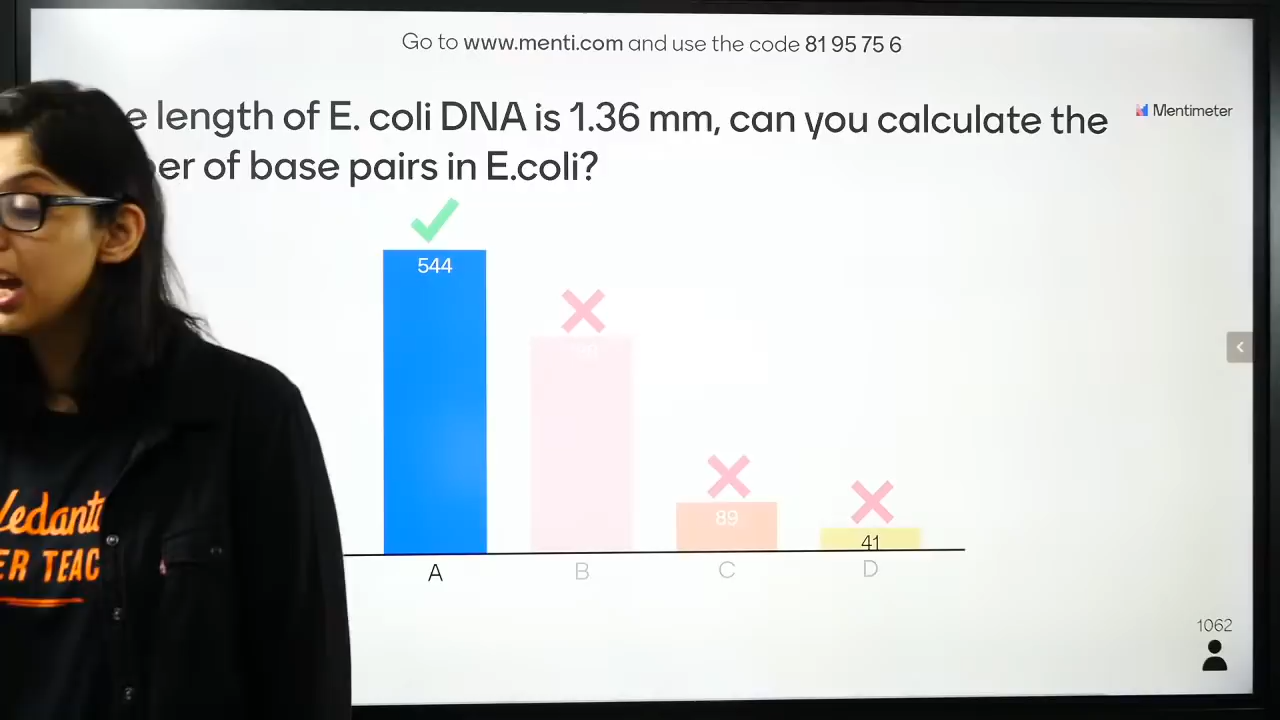 Go to www.menti.com and use the code 81 95 75 6
e length of E. coli DNA is 1.36 mm, can you calculate the
er of base pairs in E.coli?
Mentimeter
544
89
41
A B C D
1062
Vedant
ER TEAC